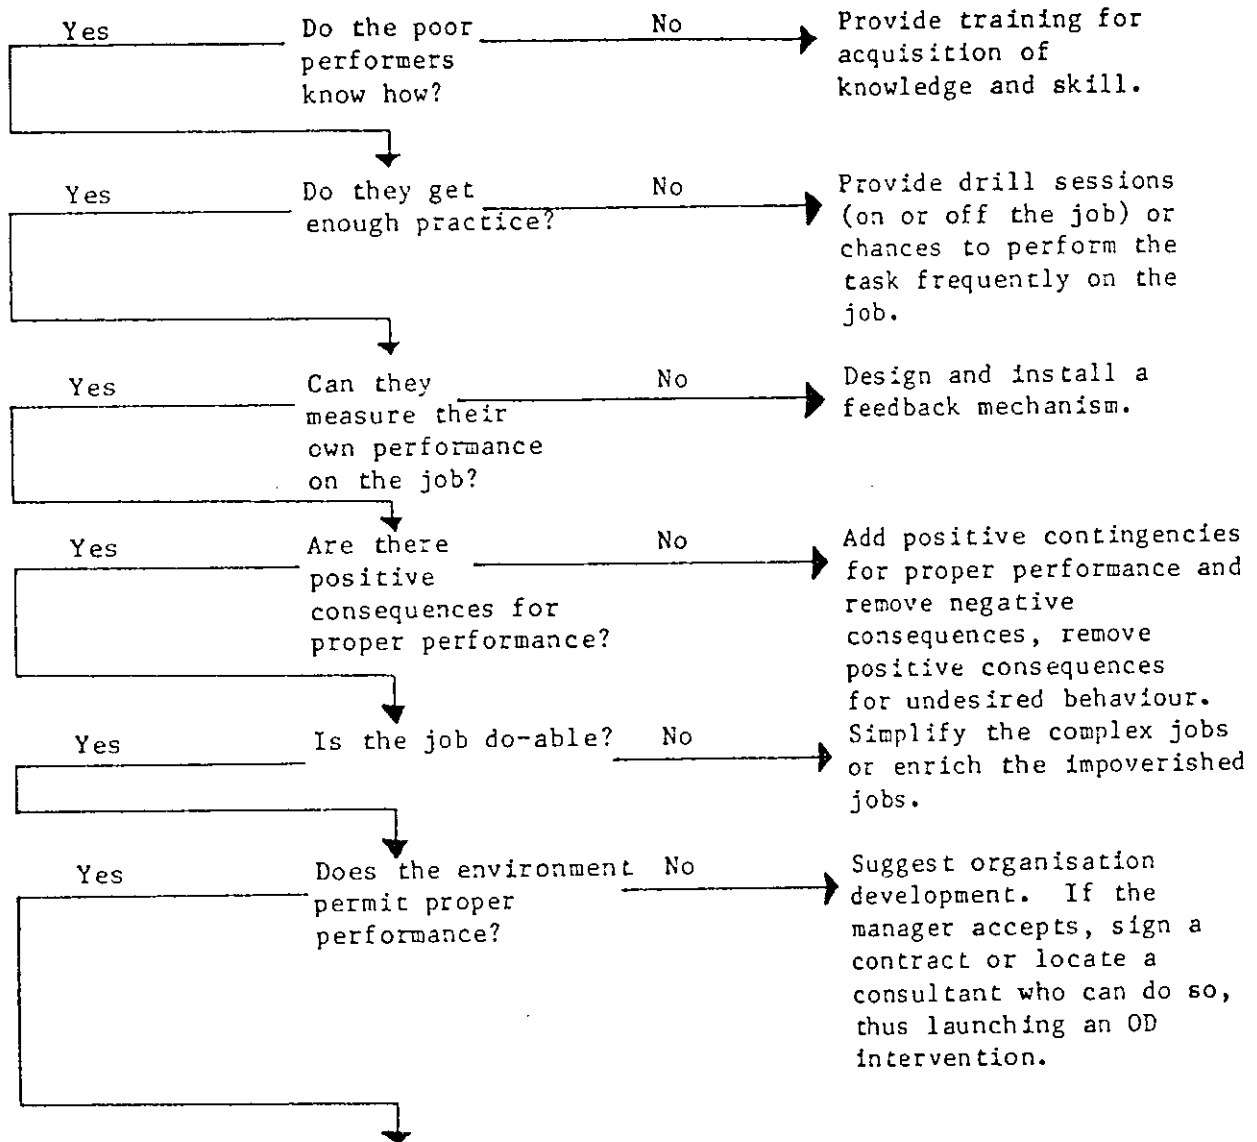 Yes
Do the poor performers know how?
No
Provide training for
acquisition of
knowledge and skill.
Yes
Do they get
enough practice?
No
Provide drill sessions
(on or off the job) or
chances to perform the
task frequently on the
job.
Yes
Can they
measure their
own performance
on the job?
No
Design and install a
feedback mechanism.
Yes
Are there
positive
consequences for
proper performance?
No
Add positive contingencies
for proper performance and
remove negative
consequences, remove
positive consequences
for undesired behaviour.
Yes
Is the job do-able?
No
Simplify the complex jobs
or enrich the impoverished
jobs.
Yes
Does the environment
permit proper
performance?
No
Suggest organisation
development. If the
manager accepts, sign a
contract or locate a
consultant who can do so,
thus launching an OD
intervention.